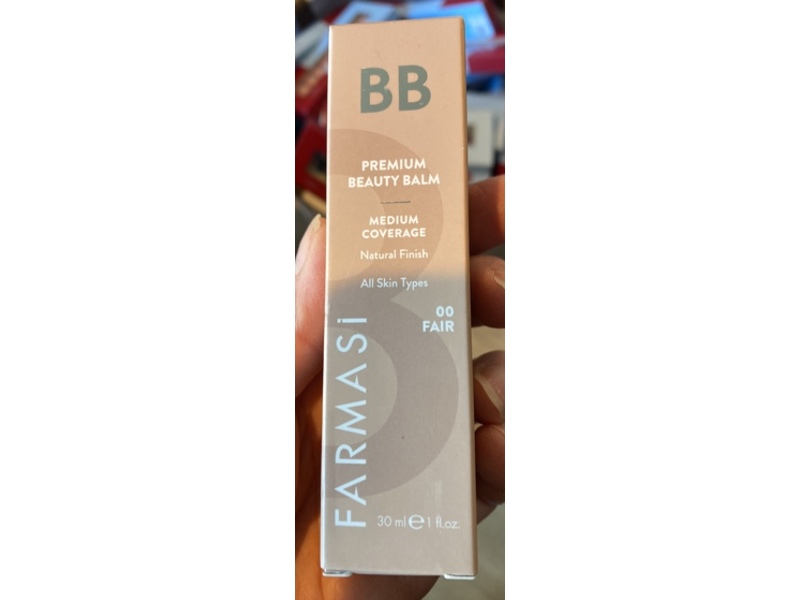 BB
PREMIUM
BEAUTY BALM
MEDIUM
COVERAGE
Natural Finish
All Skin Types
00
FAIR
FARMASi
30 ml ℮ 1 fl.oz.